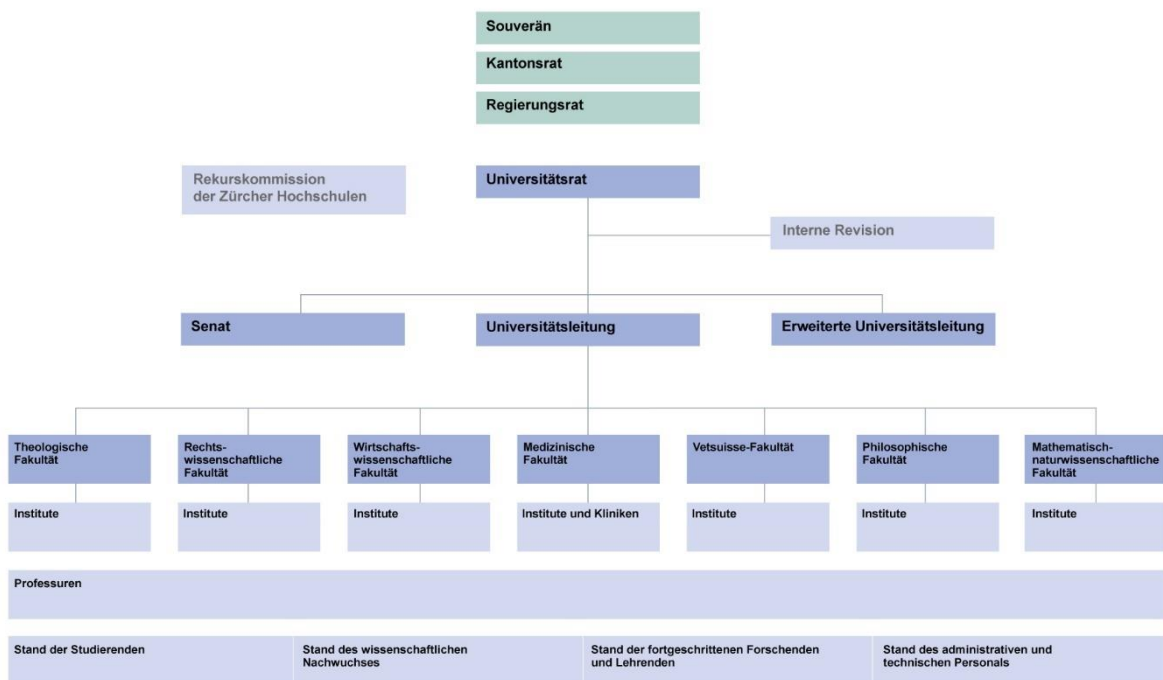 Souverän
Kantonsrat
Regierungsrat
Rekurskommission
der Zürcher Hochschulen
Universitätsrat
Interne Revision
Senat
Universitätsleitung
Erweiterte Universitätsleitung
Theologische
Fakultät
Rechts-
wissenschaftliche
Fakultät
Wirtschafts-
wissenschaftliche
Fakultät
Medizinische
Fakultät
Vetsuisse-Fakultät
Philosophische
Fakultät
Mathematisch-
naturwissenschaftliche
Fakultät
Institute
Institute
Institute
Institute und Kliniken
Institute
Institute
Institute
Professuren
Stand der Studierenden
Stand des wissenschaftlichen
Nachwuchses
Stand der fortgeschrittenen Forschenden
und Lehrenden
Stand des administrativen und
technischen Personals